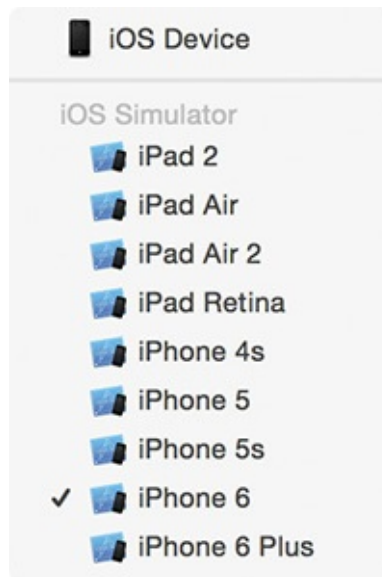 iOS Device
iOS Simulator
iPad 2
iPad Air
iPad Air 2
iPad Retina
iPhone 4s
iPhone 5
iPhone 5s
iPhone 6
iPhone 6 Plus